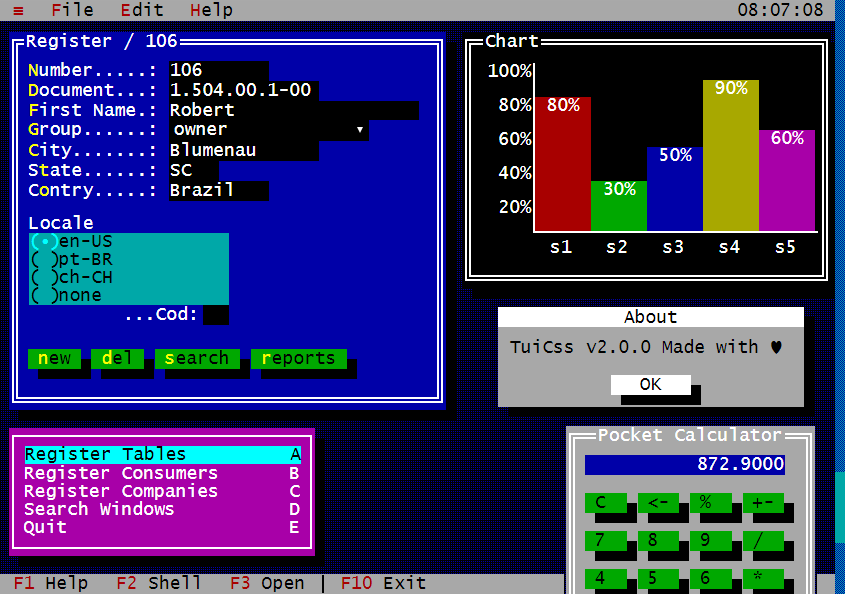 ≡ File Edit Help 08:07:08
Register / 106
Number.....: 106
Document...: 1.504.00.1-00
First Name.: Robert
Group......: owner
City.......: Blumenau
State......: SC
Contry.....: Brazil
Locale
(•)en-US
( )pt-BR
( )ch-CH
( )none
...Cod:
new del search reports
Chart
100%
80%
60%
40%
20%
80% 30% 50% 90% 60%
s1 s2 s3 s4 s5
About
TuiCss v2.0.0 Made with ♥
OK
Register Tables A
Register Consumers B
Register Companies C
Search Windows D
Quit E
Pocket Calculator
872.9000
C <- % +-
7 8 9 /
4 5 6 *
F1 Help F2 Shell F3 Open | F10 Exit